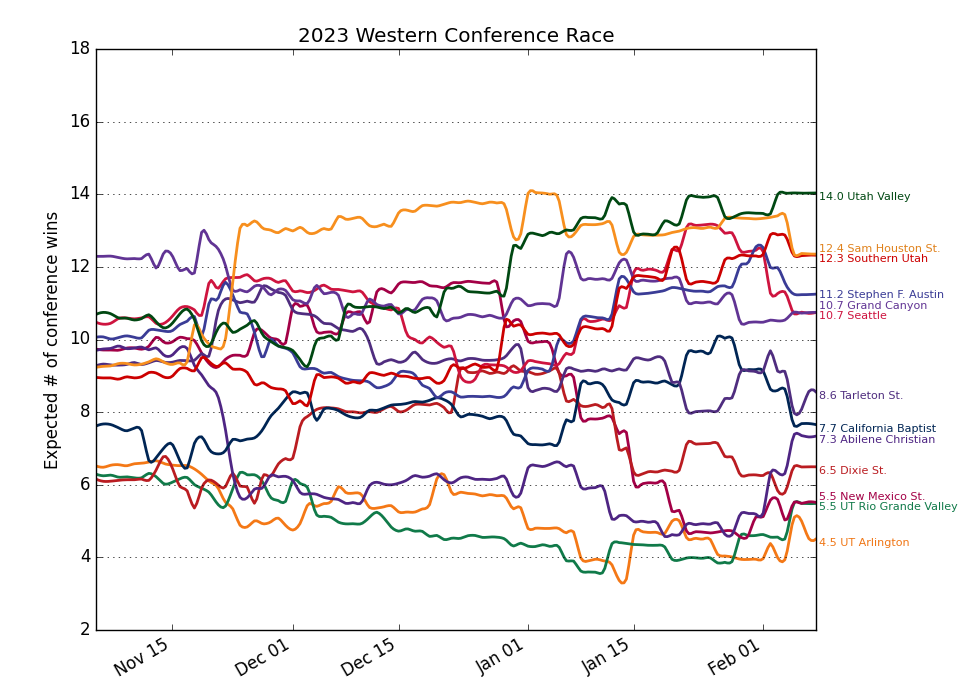 2023 Western Conference Race
Expected # of conference wins
18
16
14
12
10
8
6
4
2
Nov 15
Dec 01
Dec 15
Jan 01
Jan 15
Feb 01
14.0 Utah Valley
12.4 Sam Houston St.
12.3 Southern Utah
11.2 Stephen F. Austin
10.7 Grand Canyon
10.7 Seattle
8.6 Tarleton St.
7.7 California Baptist
7.3 Abilene Christian
6.5 Dixie St.
5.5 New Mexico St.
5.5 UT Rio Grande Valley
4.5 UT Arlington